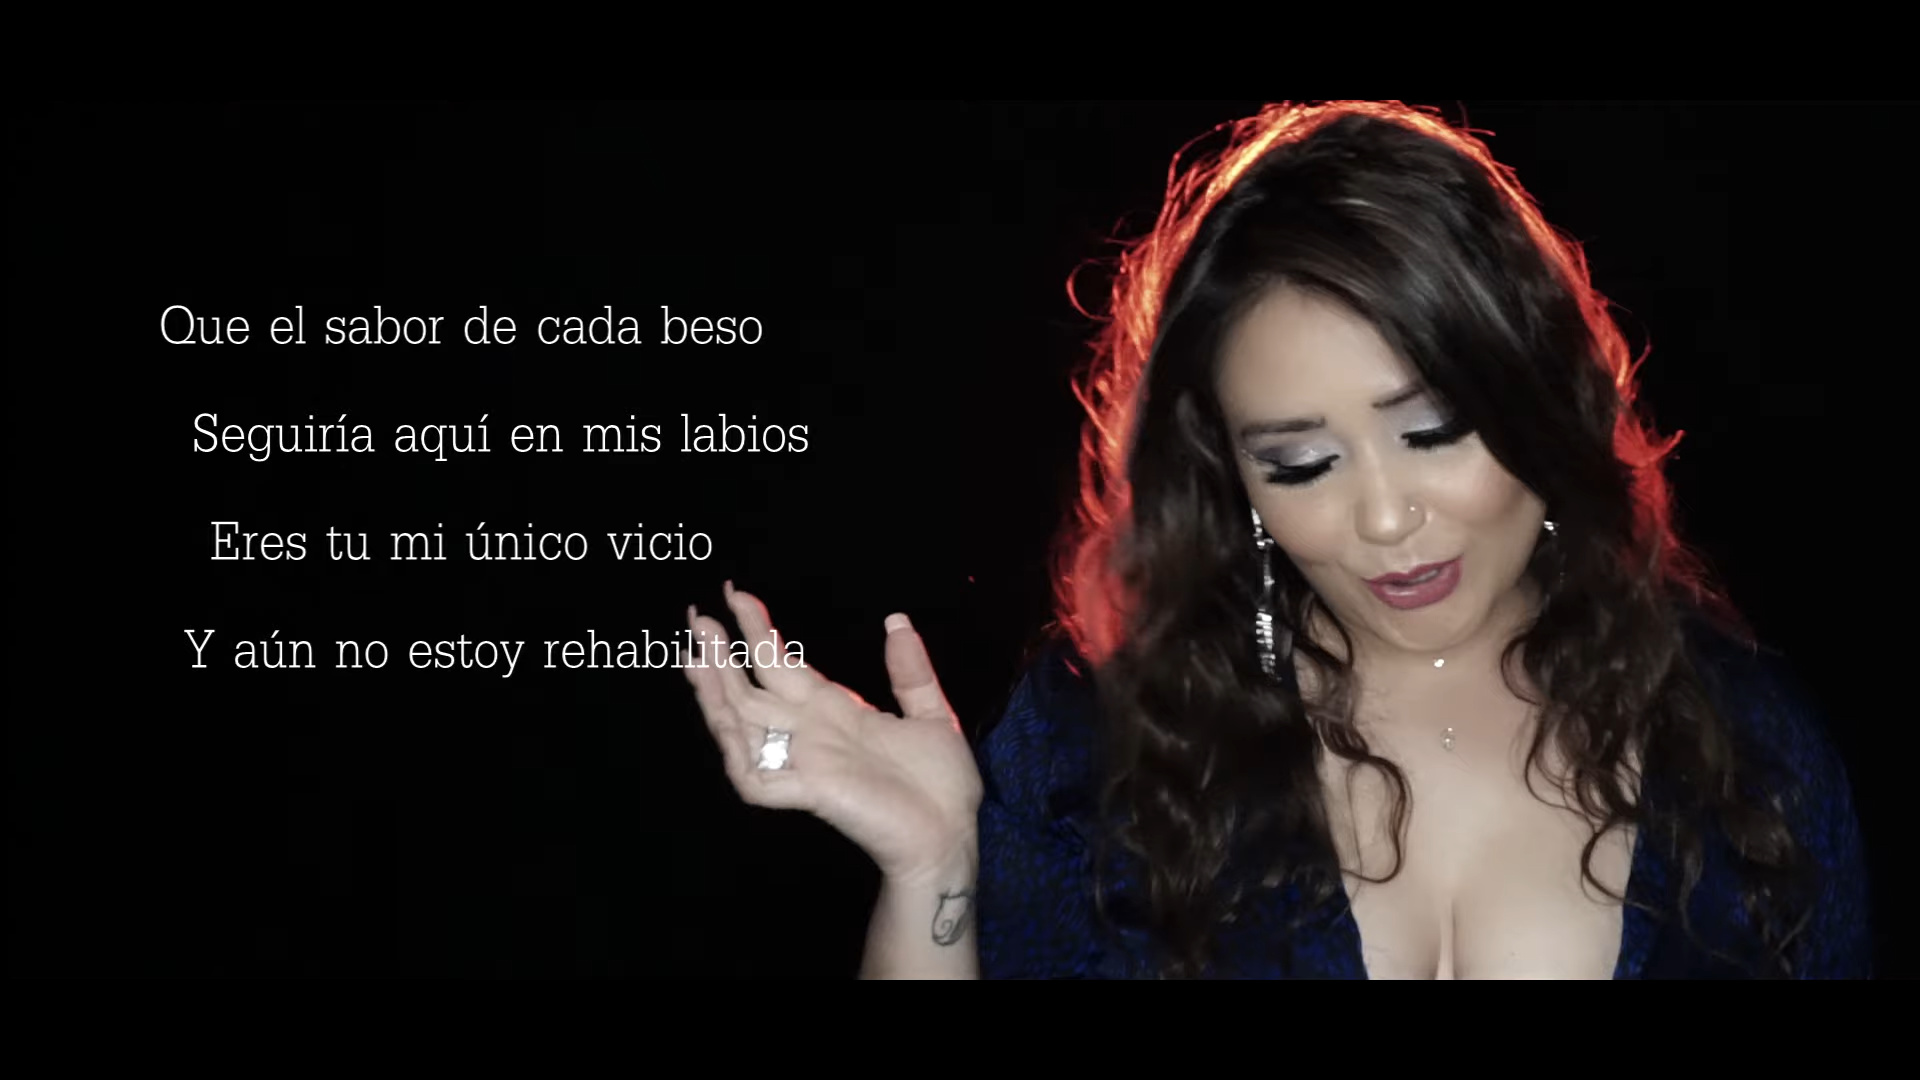 Que el sabor de cada beso
Seguiría aquí en mis labios
Eres tu mi único vicio
Y aún no estoy rehabilitada